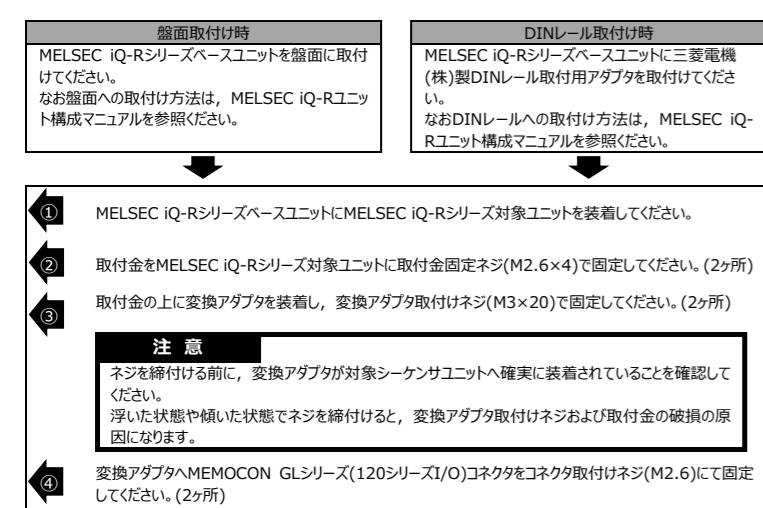 盤面取付け時
MELSEC iQ-Rシリーズベースユニットを盤面に取付
けてください。
なお盤面への取付け方法は，MELSEC iQ-Rユニッ
ト構成マニュアルを参照ください。
DINレール取付け時
MELSEC iQ-Rシリーズベースユニットに三菱電機
(株)製DINレール取付用アダプタを取付けてくださ
い。
なおDINレールへの取付け方法は，MELSEC iQ-
Rユニット構成マニュアルを参照ください。
① MELSEC iQ-RシリーズベースユニットにMELSEC iQ-Rシリーズ対象ユニットを装着してください。
② 取付金をMELSEC iQ-Rシリーズ対象ユニットに取付金固定ネジ(M2.6×4)で固定してください。(2ヶ所)
③ 取付金の上に変換アダプタを装着し，変換アダプタ取付けネジ(M3×20)で固定してください。(2ヶ所)
注 意
ネジを締付ける前に，変換アダプタが対象シーケンサユニットへ確実に装着されていることを確認して
ください。
浮いた状態や傾いた状態でネジを締付けると，変換アダプタ取付けネジおよび取付金の破損の原
因になります。
④ 変換アダプタへMEMOCON GLシリーズ(120シリーズI/O)コネクタをコネクタ取付けネジ(M2.6)にて固定
してください。(2ヶ所)